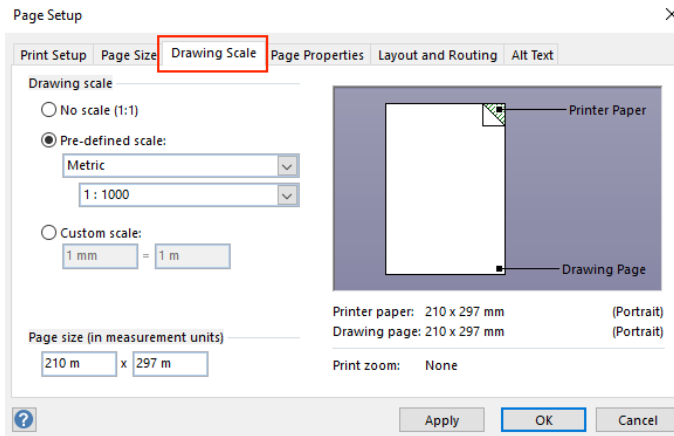 Page Setup
Print Setup Page Size Drawing Scale Page Properties Layout and Routing Alt Text
Drawing scale
No scale (1:1)
Pre-defined scale:
Metric
1 : 1000
Custom scale:
1 mm = 1 m
Page size (in measurement units)
210 m x 297 m
Printer Paper
Drawing Page
Printer paper: 210 x 297 mm (Portrait)
Drawing page: 210 x 297 mm (Portrait)
Print zoom: None
? Apply OK Cancel